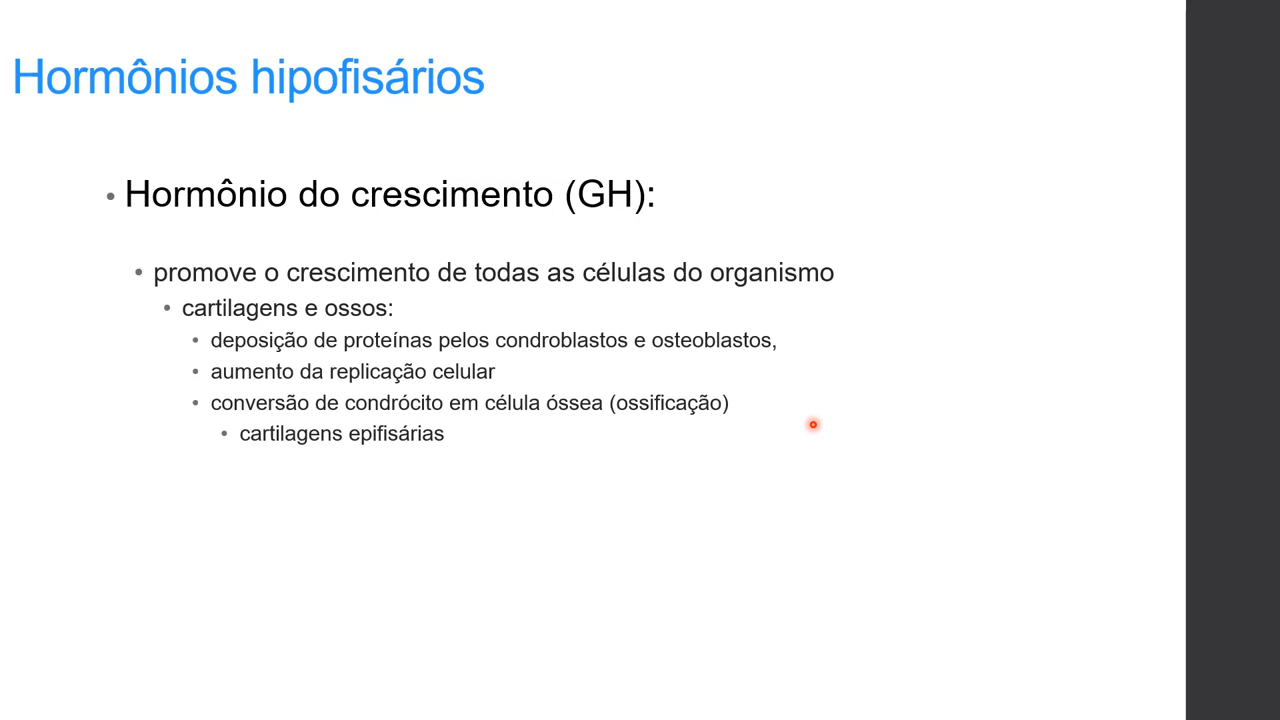 Hormônios hipofisários
• Hormônio do crescimento (GH):
• promove o crescimento de todas as células do organismo
• cartilagens e ossos:
• deposição de proteínas pelos condroblastos e osteoblastos,
• aumento da replicação celular
• conversão de condrócito em célula óssea (ossificação)
• cartilagens epifisárias